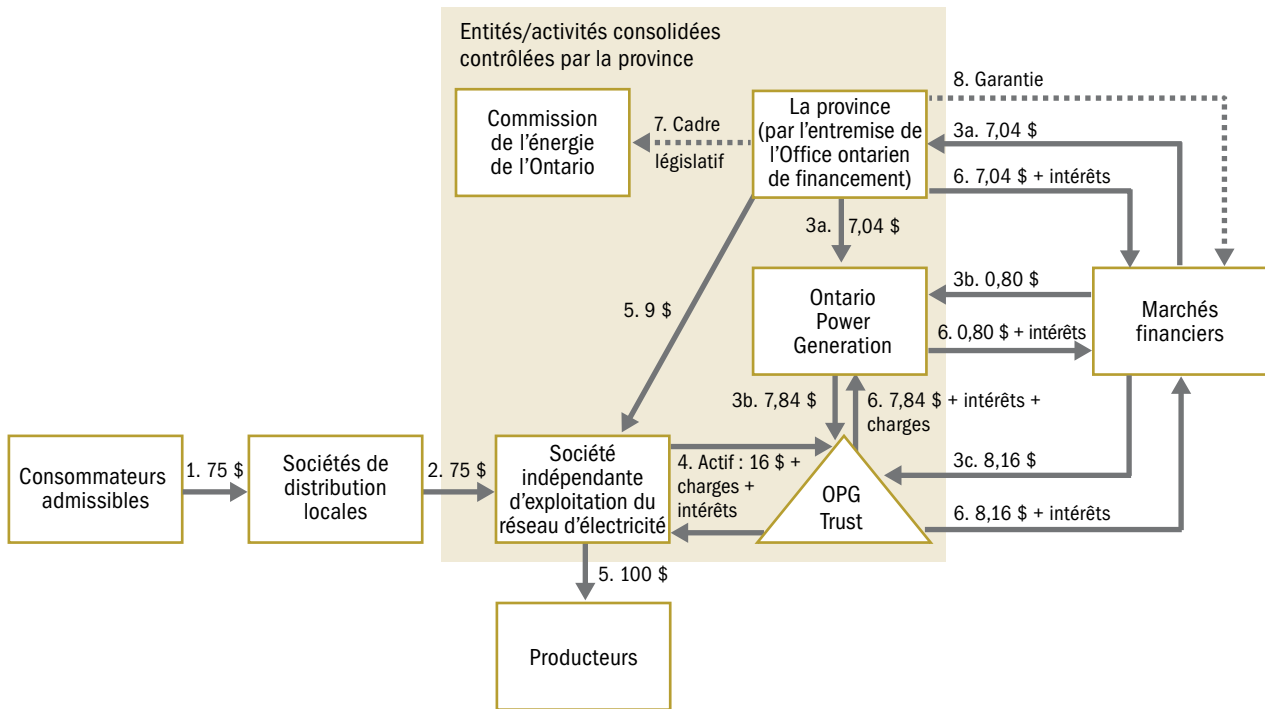 Entités/activités consolidées
contrôlées par la province
Commission
de l'énergie
de l'Ontario
7. Cadre
législatif
La province
(par l'entremise de
l'Office ontarien
de financement)
8. Garantie
3a. 7,04 $
6. 7,04 $ + intérêts
3a. 7,04 $
5. 9 $
Ontario
Power
Generation
3b. 0,80 $
6. 0,80 $ + intérêts
Marchés
financiers
3b. 7,84 $
6. 7,84 $ + intérêts +
charges
Consommateurs
admissibles
1. 75 $
Sociétés de
distribution
locales
2. 75 $
Société
indépendante
d'exploitation du
réseau d'électricité
4. Actif : 16 $ +
charges +
intérêts
OPG
Trust
3c. 8,16 $
6. 8,16 $ + intérêts
5. 100 $
Producteurs